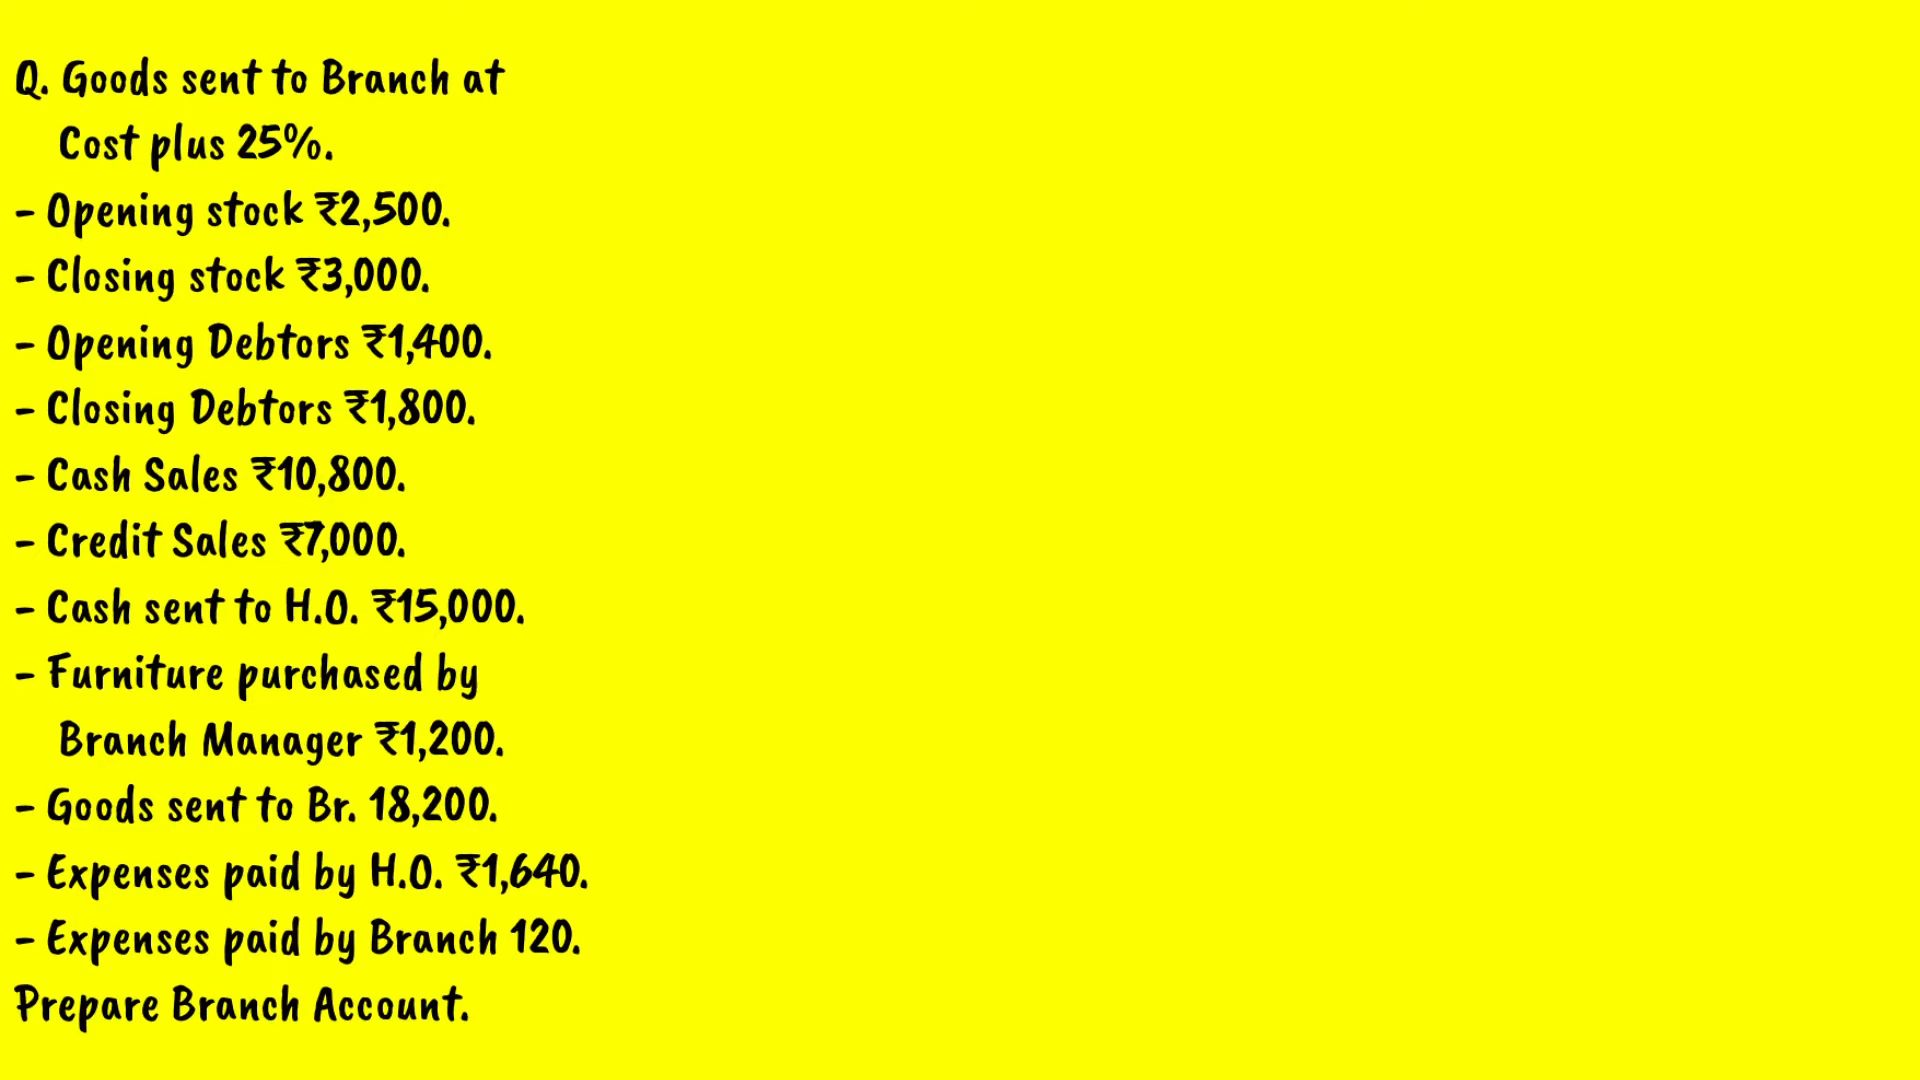 Q. Goods sent to Branch at
Cost plus 25%.
- Opening stock ₹2,500.
- Closing stock ₹3,000.
- Opening Debtors ₹1,400.
- Closing Debtors ₹1,800.
- Cash Sales ₹10,800.
- Credit Sales ₹7,000.
- Cash sent to H.O. ₹15,000.
- Furniture purchased by
Branch Manager ₹1,200.
- Goods sent to Br. 18,200.
- Expenses paid by H.O. ₹1,640.
- Expenses paid by Branch 120.
Prepare Branch Account.